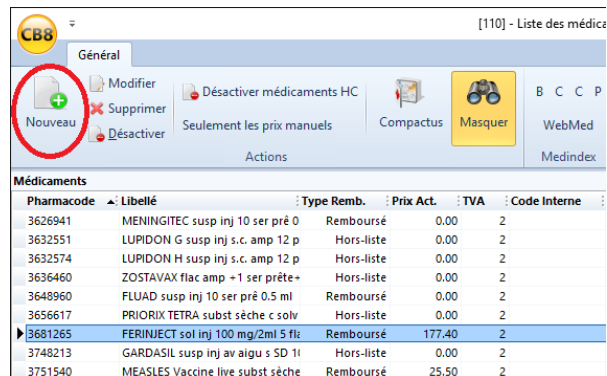 CB8
[110] - Liste des médica
Général
Nouveau
Modifier
Supprimer
Désactiver
Désactiver médicaments HC
Seulement les prix manuels
Actions
Compactus
Masquer
B C C P
WebMed
Medindex
Médicaments
Pharmacode Libellé Type Remb. Prix Act. TVA Code Interne
3626941 MENINGITEC susp inj 10 ser pré 0 Remboursé 0.00 2
3632551 LUPIDON G susp inj s.c. amp 12 p Hors-liste 0.00 2
3632574 LUPIDON H susp inj s.c. amp 12 p Hors-liste 0.00 2
3636460 ZOSTAVAX flac amp +1 ser prête+ Hors-liste 0.00 2
3648960 FLUAD susp inj 10 ser pré 0.5 ml Remboursé 0.00 2
3656617 PRIORIX TETRA subst sèche c solv Hors-liste 0.00 2
3681265 FERINJECT sol inj 100 mg/2ml 5 fla Remboursé 177.40 2
3748213 GARDASIL susp inj av aigu s SD 1( Hors-liste 0.00 2
3751540 MEASLES Vaccine live subst sèche Remboursé 25.50 2